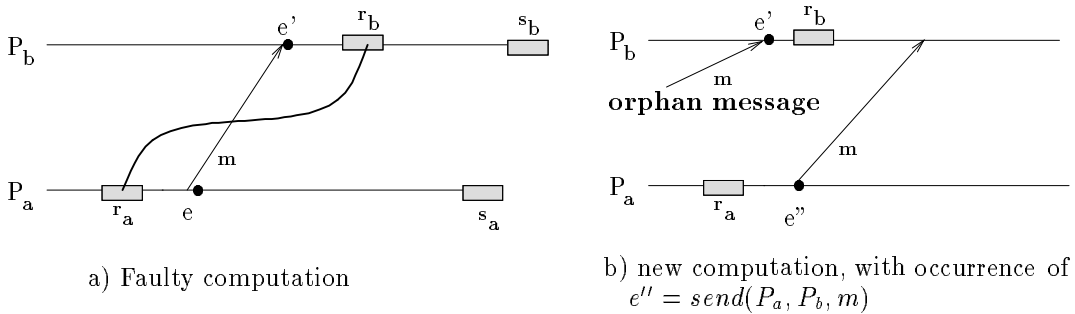 e' r_b s_b
P_b
m
P_a
r_a e s_a
a) Faulty computation
e' r_b
P_b
m
orphan message
m
P_a
r_a e”
b) new computation, with occurrence of
e'' = send(P_a, P_b, m)